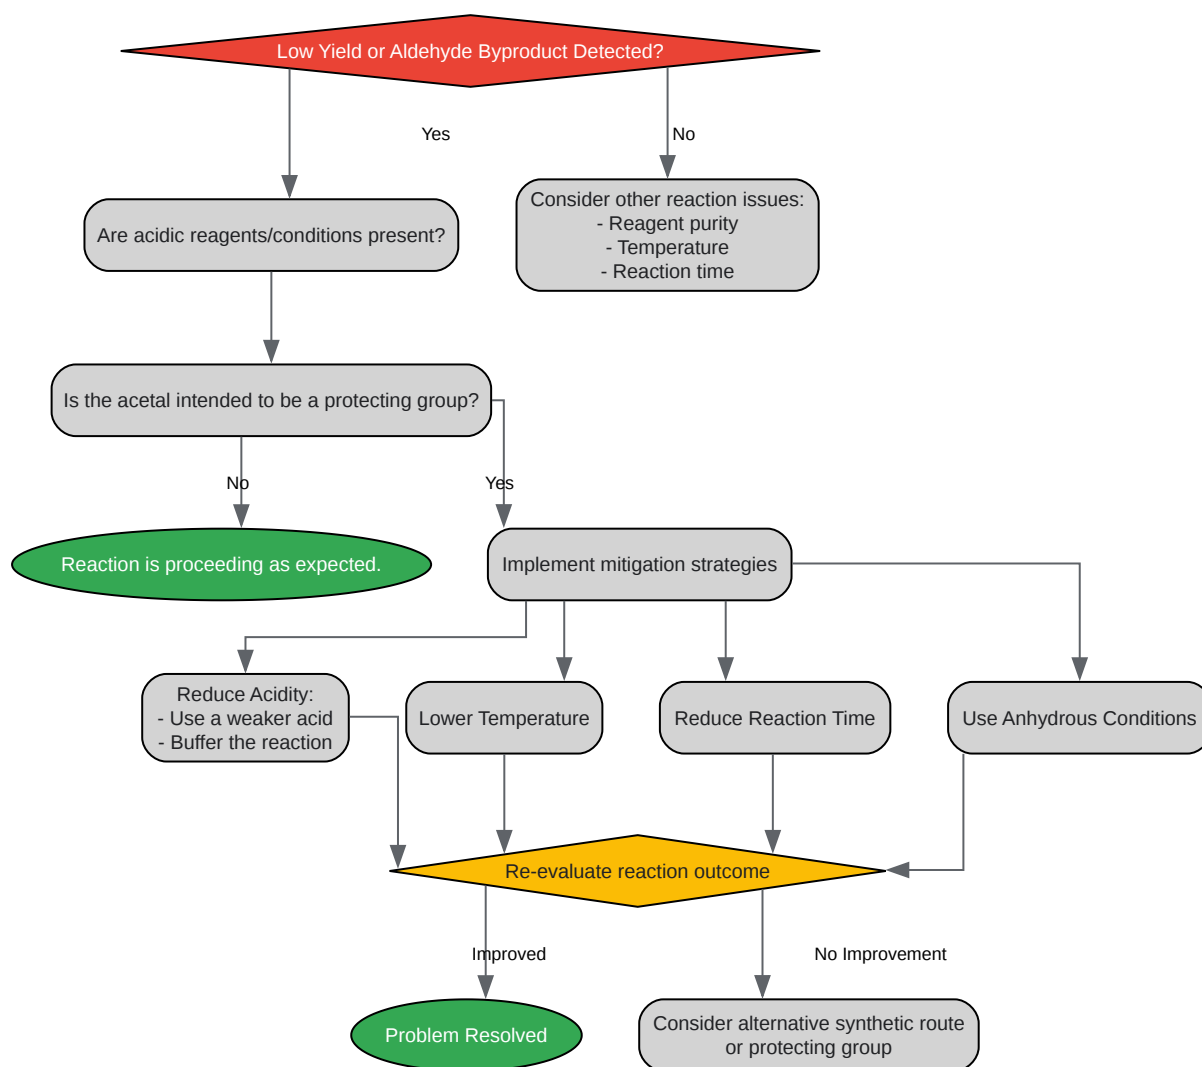 Low Yield or Aldehyde Byproduct Detected?
Yes
No
Are acidic reagents/conditions present?
Consider other reaction issues:
- Reagent purity
- Temperature
- Reaction time
Is the acetal intended to be a protecting group?
No
Yes
Reaction is proceeding as expected.
Implement mitigation strategies
Reduce Acidity:
- Use a weaker acid
- Buffer the reaction
Lower Temperature
Reduce Reaction Time
Use Anhydrous Conditions
Re-evaluate reaction outcome
Improved
No Improvement
Problem Resolved
Consider alternative synthetic route
or protecting group